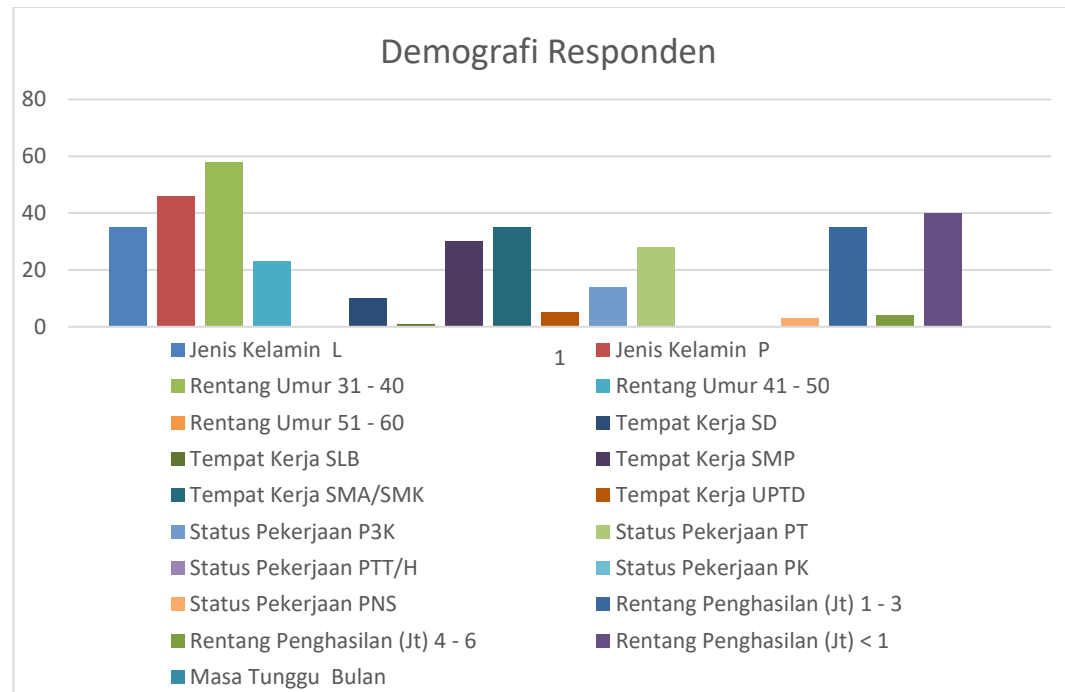 Demografi Responden
80
60
40
20
0
1
Jenis Kelamin  L
Jenis Kelamin  P
Rentang Umur 31 - 40
Rentang Umur 41 - 50
Rentang Umur 51 - 60
Tempat Kerja SD
Tempat Kerja SLB
Tempat Kerja SMP
Tempat Kerja SMA/SMK
Tempat Kerja UPTD
Status Pekerjaan P3K
Status Pekerjaan PT
Status Pekerjaan PTT/H
Status Pekerjaan PK
Status Pekerjaan PNS
Rentang Penghasilan (Jt) 1 - 3
Rentang Penghasilan (Jt) 4 - 6
Rentang Penghasilan (Jt) < 1
Masa Tunggu  Bulan